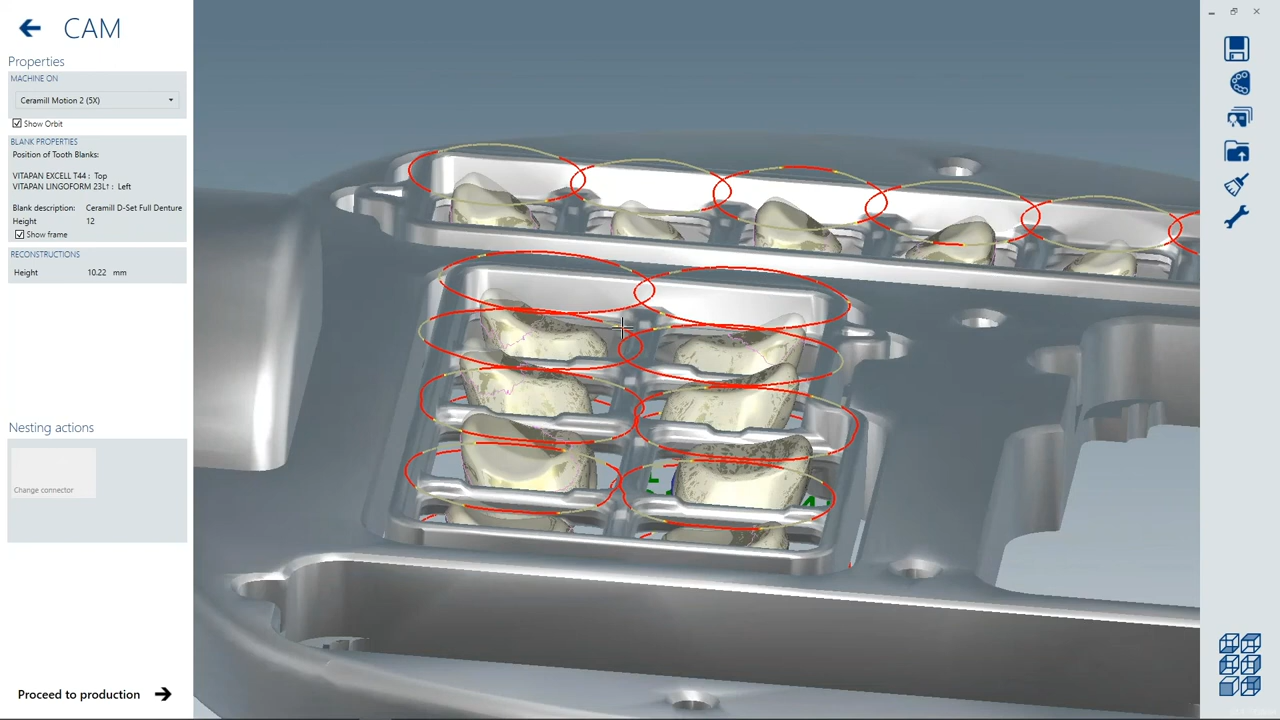 CAM
Properties
MACHINE ON
Ceramill Motion 2 (5X)
Show Orbit
BLANK PROPERTIES
Position of Tooth Blanks:
VITAPAN EXCELL T44 : Top
VITAPAN LINGOFORM 23L↑ : Left
Blank description: Ceramill D-Set Full Denture
Height 12
Show frame
RECONSTRUCTIONS
Height 10.22 mm
Nesting actions
Change connector
Proceed to production